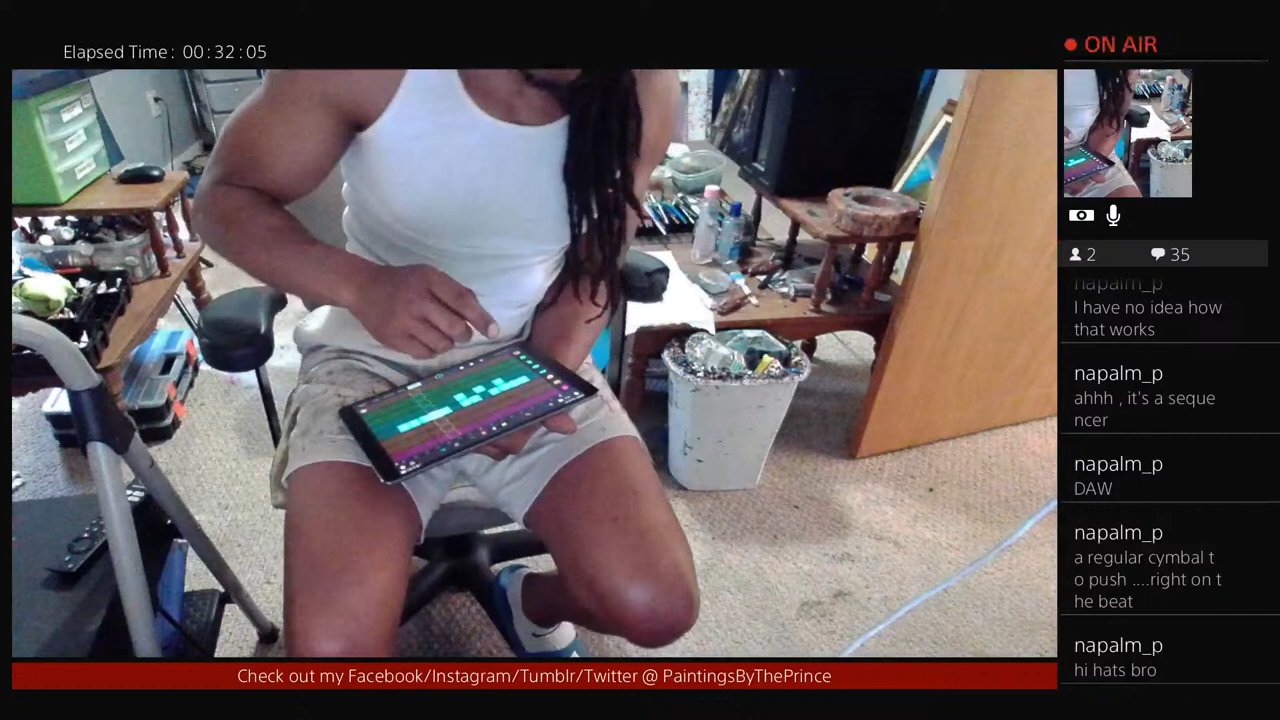 Elapsed Time: 00:32:05
ON AIR
2 35
napalm_p
I have no idea how
that works
napalm_p
ahhh , it's a seque
ncer
napalm_p
DAW
napalm_p
a regular cymbal t
o push ....right on t
he beat
napalm_p
hi hats bro
Check out my Facebook/Instagram/Tumblr/Twitter @ PaintingsByThePrince